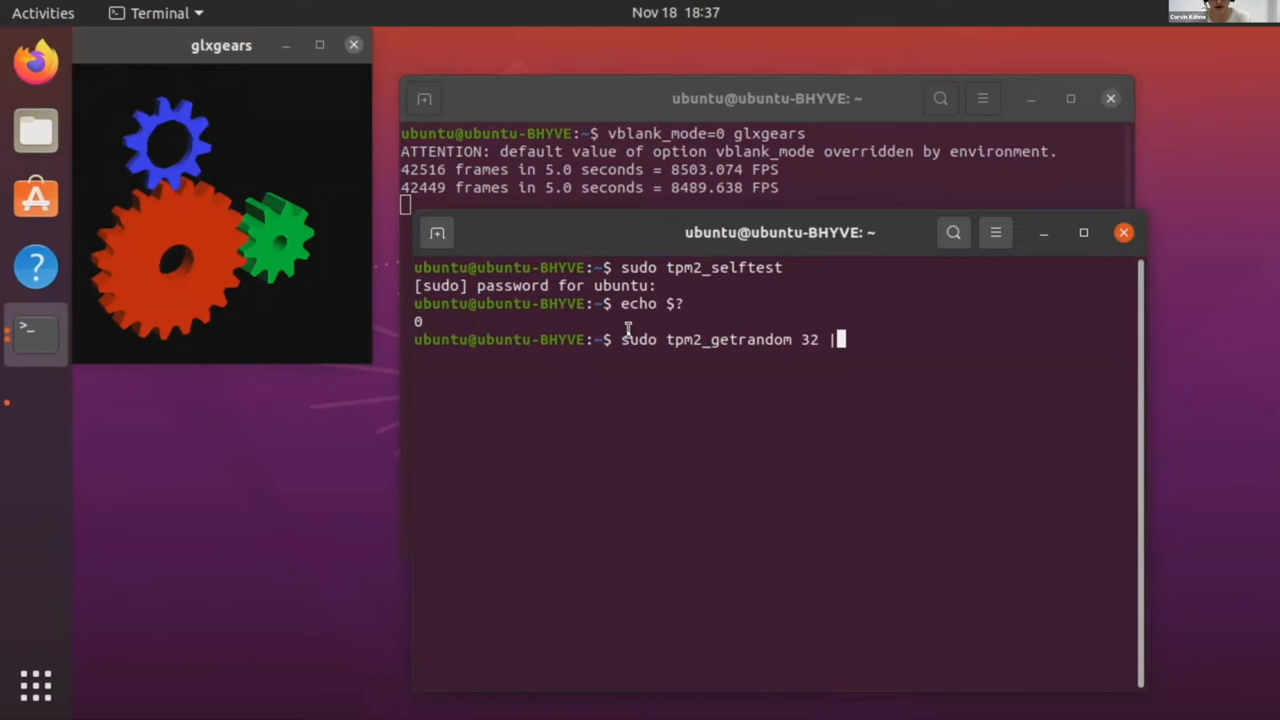 Activities
Terminal
Nov 18 18:37
Corvin Köhne
glxgears
ubuntu@ubuntu-BHYVE: ~
ubuntu@ubuntu-BHYVE:~$ vblank_mode=0 glxgears
ATTENTION: default value of option vblank_mode overridden by environment.
42516 frames in 5.0 seconds = 8503.074 FPS
42449 frames in 5.0 seconds = 8489.638 FPS
ubuntu@ubuntu-BHYVE: ~
ubuntu@ubuntu-BHYVE:~$ sudo tpm2_selftest
[sudo] password for ubuntu:
ubuntu@ubuntu-BHYVE:~$ echo $?
0
ubuntu@ubuntu-BHYVE:~$ sudo tpm2_getrandom 32 |